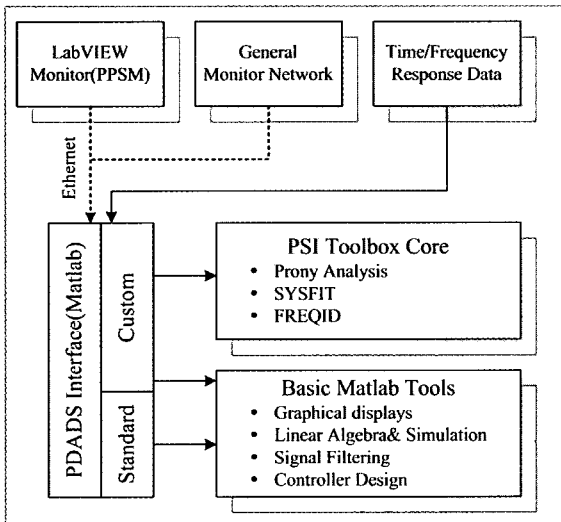 LabVIEW
Monitor(PPSM)
General
Monitor Network
Time/Frequency
Response Data
Ethernet
PDADS Interface(Matlab)
Custom
Standard
PSI Toolbox Core
• Prony Analysis
• SYSFIT
• FREQID
Basic Matlab Tools
• Graphical displays
• Linear Algebra& Simulation
• Signal Filtering
• Controller Design